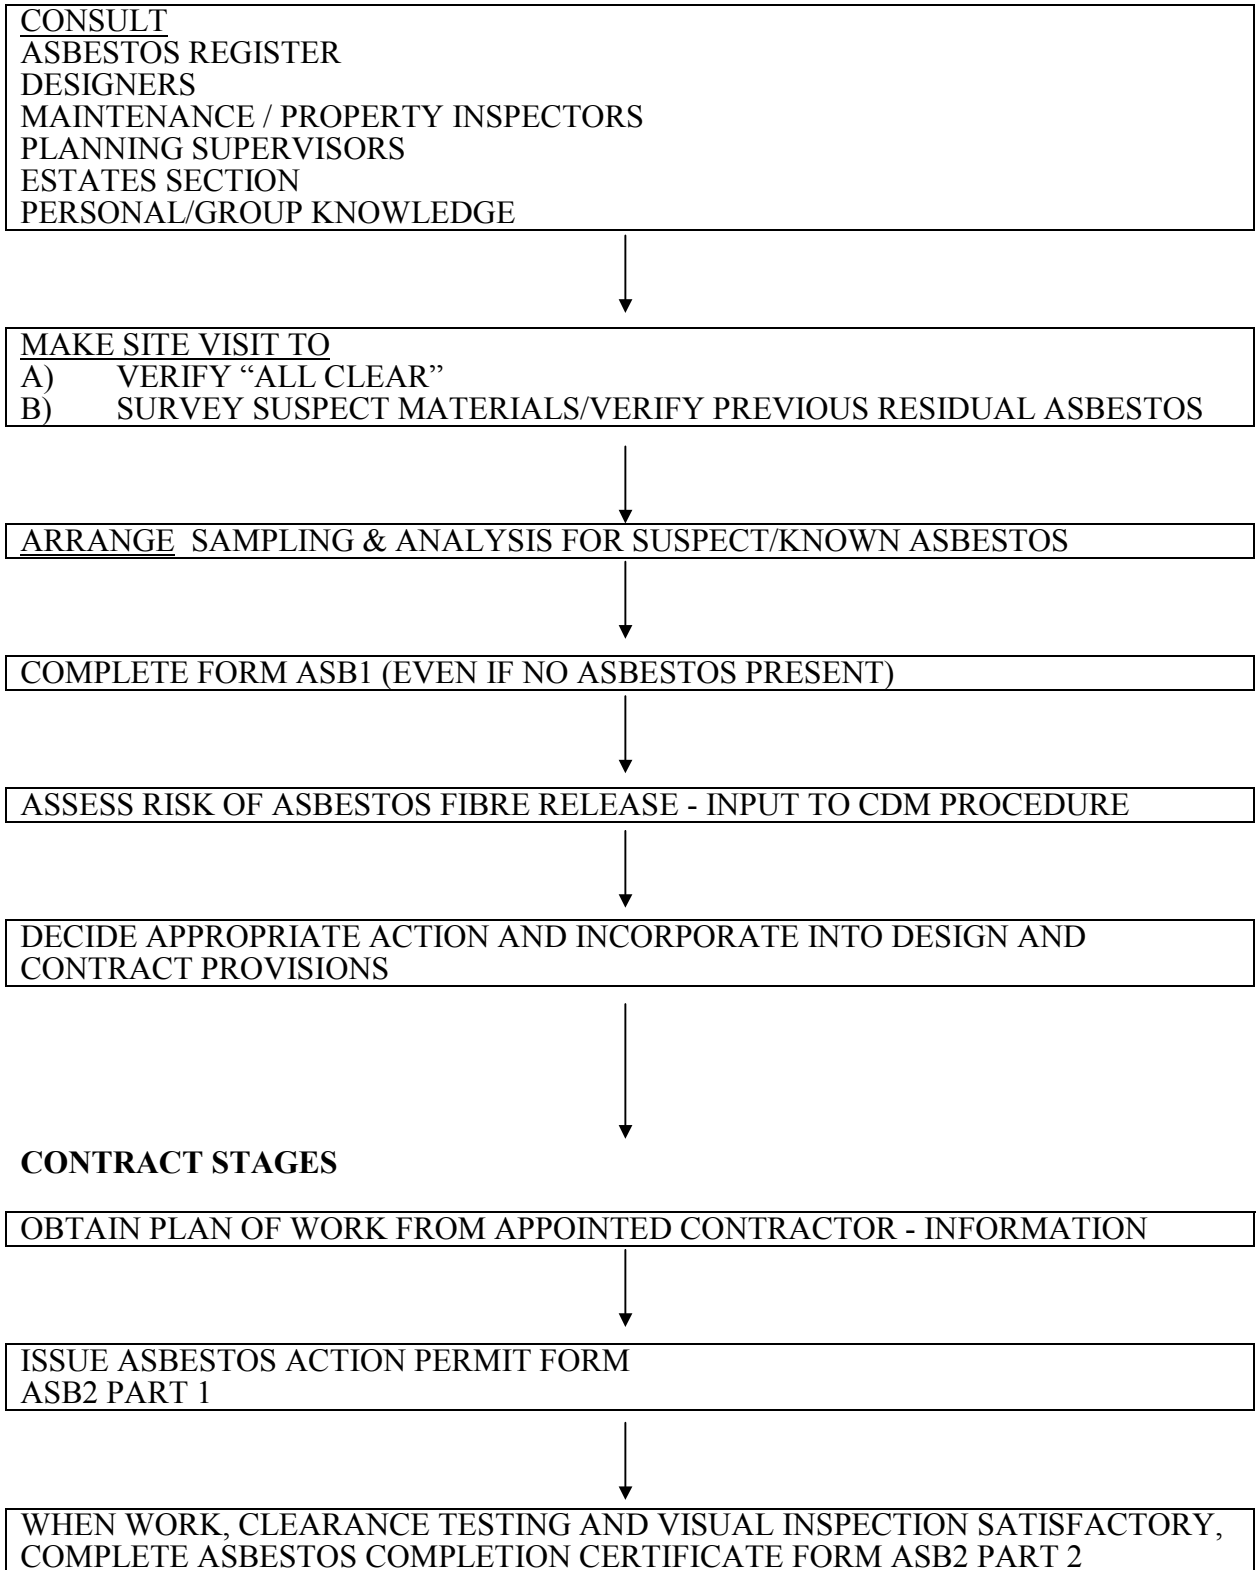 CONSULT
ASBESTOS REGISTER
DESIGNERS
MAINTENANCE / PROPERTY INSPECTORS
PLANNING SUPERVISORS
ESTATES SECTION
PERSONAL/GROUP KNOWLEDGE
MAKE SITE VISIT TO
A) VERIFY “ALL CLEAR”
B) SURVEY SUSPECT MATERIALS/VERIFY PREVIOUS RESIDUAL ASBESTOS
ARRANGE SAMPLING & ANALYSIS FOR SUSPECT/KNOWN ASBESTOS
COMPLETE FORM ASB1 (EVEN IF NO ASBESTOS PRESENT)
ASSESS RISK OF ASBESTOS FIBRE RELEASE - INPUT TO CDM PROCEDURE
DECIDE APPROPRIATE ACTION AND INCORPORATE INTO DESIGN AND
CONTRACT PROVISIONS
CONTRACT STAGES
OBTAIN PLAN OF WORK FROM APPOINTED CONTRACTOR - INFORMATION
ISSUE ASBESTOS ACTION PERMIT FORM
ASB2 PART 1
WHEN WORK, CLEARANCE TESTING AND VISUAL INSPECTION SATISFACTORY,
COMPLETE ASBESTOS COMPLETION CERTIFICATE FORM ASB2 PART 2